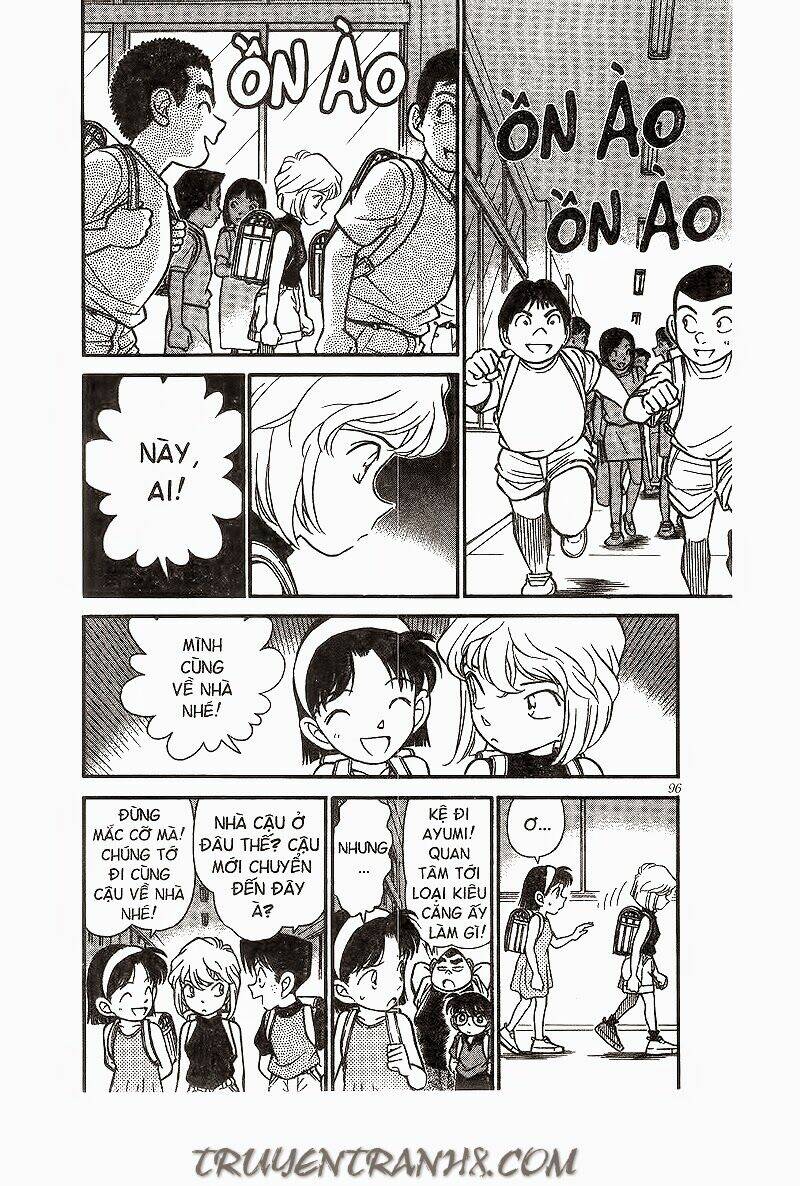 ỒN ÀO
ỒN ÀO
ỒN ÀO
NÀY,
AI!
MÌNH
CÙNG
VỀ NHÀ
NHÉ!
96
ĐỪNG
MẮC CỠ MÀ!
CHÚNG TỚ
ĐI CÙNG
CẬU VỀ NHÀ
NHÉ!
NHÀ CẬU Ở
ĐÂU THẾ? CẬU
MỚI CHUYỂN
ĐẾN ĐÂY
À?
NHƯNG
...
KỆ ĐI
AYUMI!
QUAN
TÂM TỚI
LOẠI KIÊU
CĂNG ẤY
LÀM GÌ!
Ơ...
TRUYENTRANH8.COM